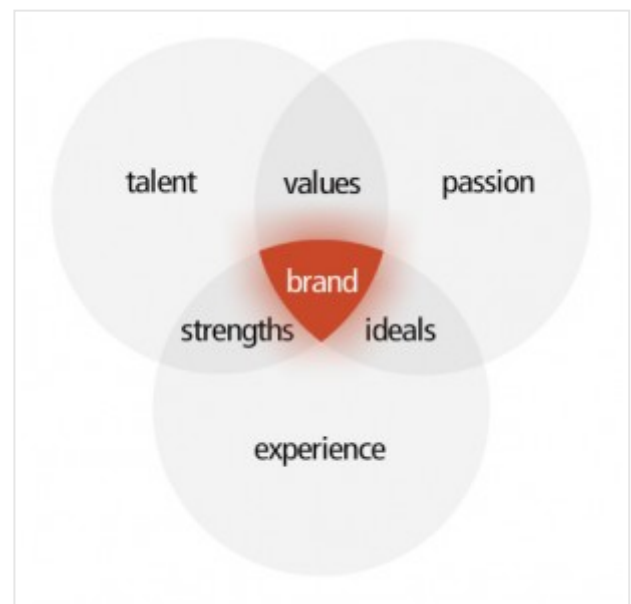 talent values passion
brand
strengths ideals
experience